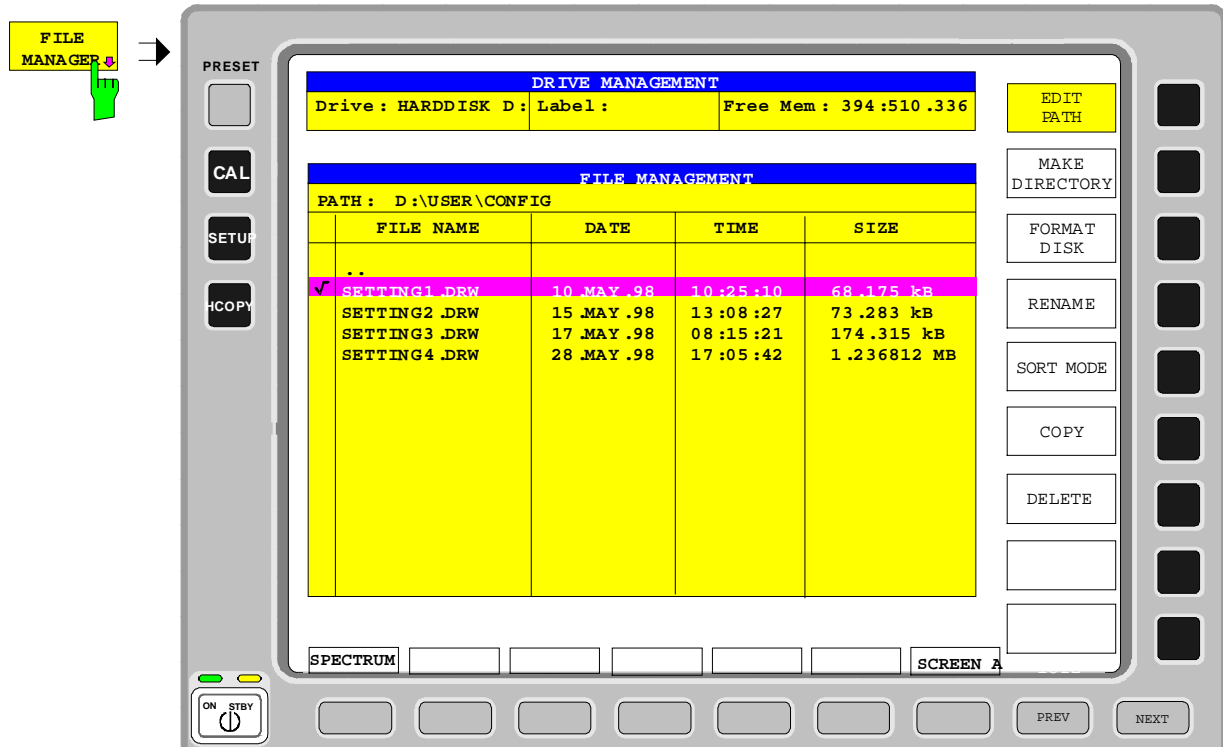 FILE
MANAGER
PRESET
CAL
SETUP
HCOPY
DRIVE MANAGEMENT
Drive: HARDDISK D: Label: Free Mem: 394:510.336
FILE MANAGEMENT
PATH: D:\USER\CONFIG
FILE NAME DATE TIME SIZE
..
√ SETTING1.DRW 10.MAY.98 10:25:10 68.175 kB
SETTING2.DRW 15.MAY.98 13:08:27 73.283 kB
SETTING3.DRW 17.MAY.98 08:15:21 174.315 kB
SETTING4.DRW 28.MAY.98 17:05:42 1.236812 MB
EDIT
PATH
MAKE
DIRECTORY
FORMAT
DISK
RENAME
SORT MODE
COPY
DELETE
SPECTRUM
SCREEN A
ON STBY
PREV
NEXT